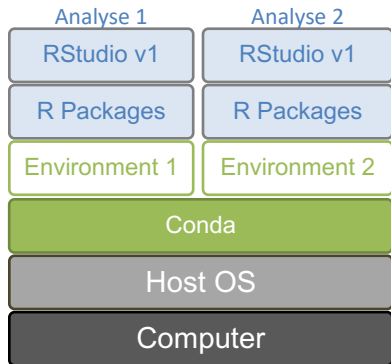 Analyse 1 Analyse 2
RStudio v1 RStudio v1
R Packages R Packages
Environment 1 Environment 2
Conda
Host OS
Computer